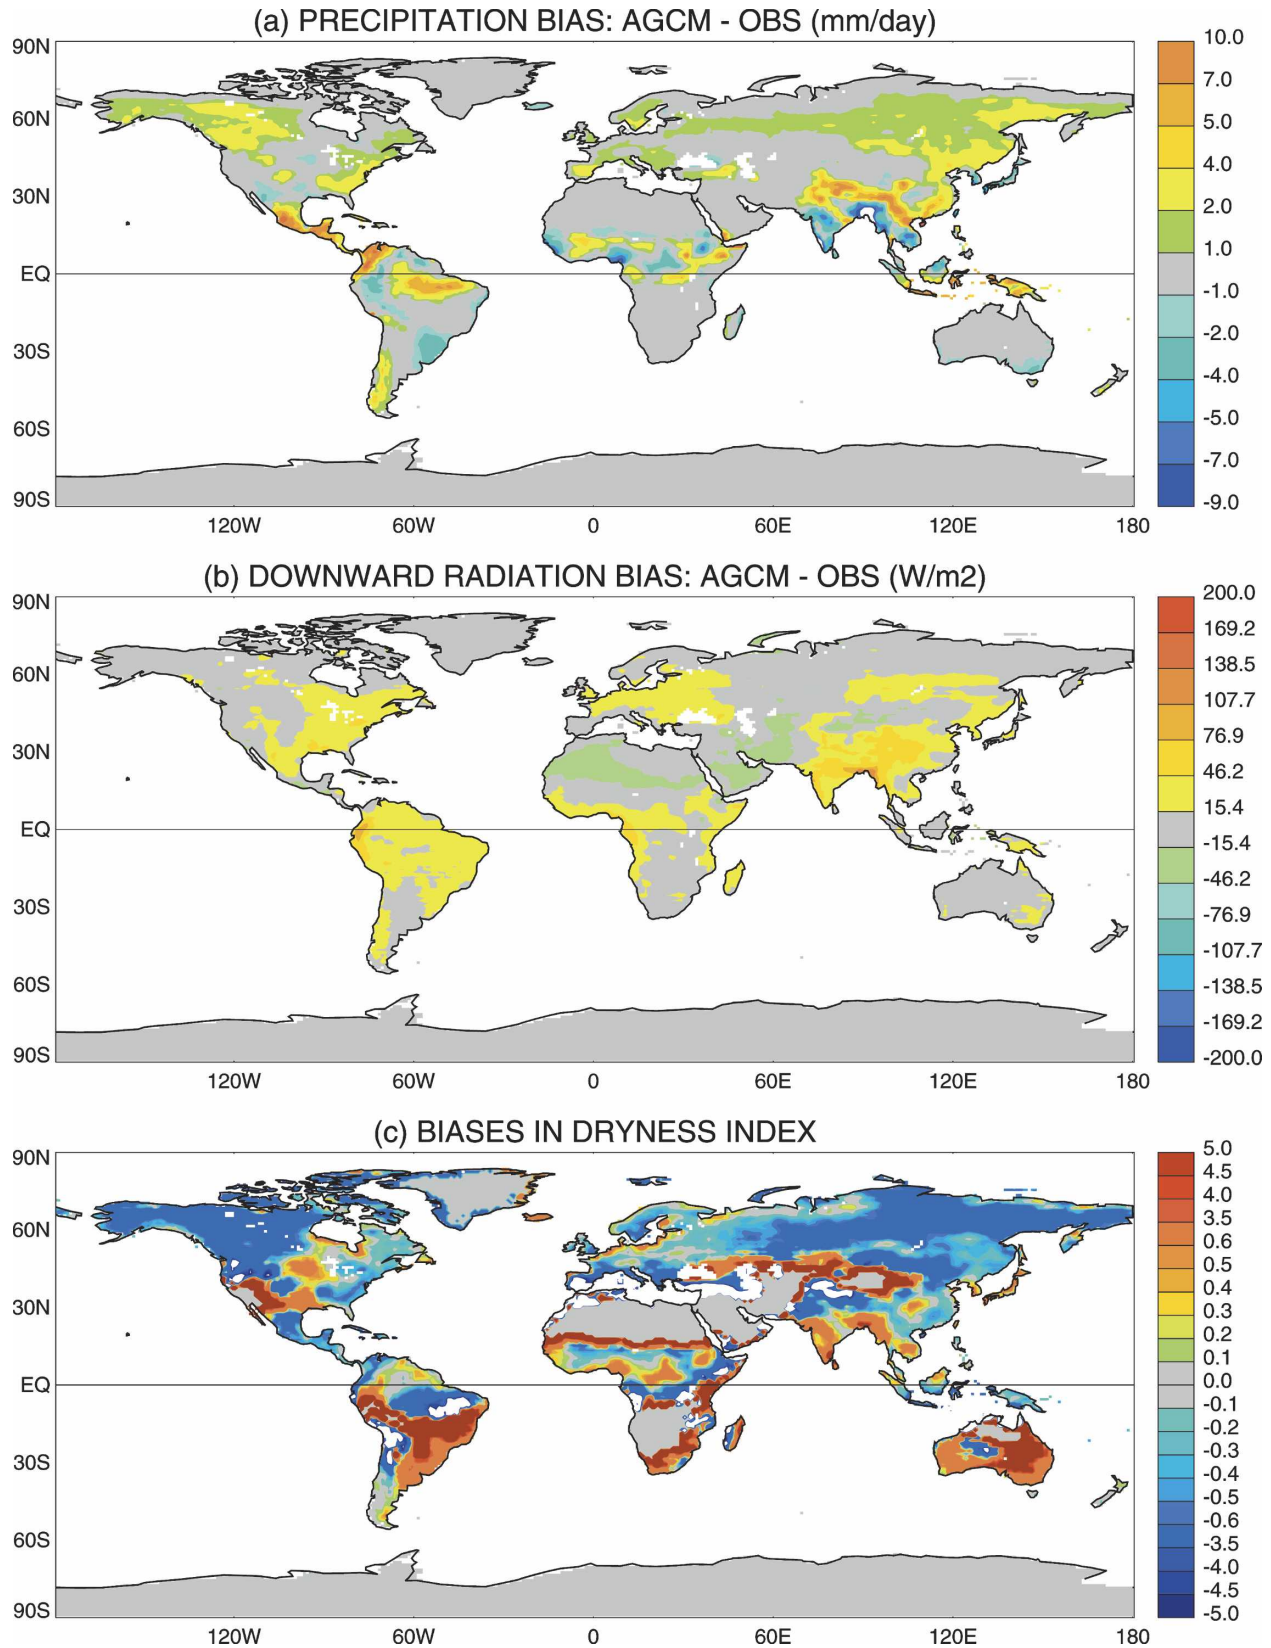 (a) PRECIPITATION BIAS: AGCM - OBS (mm/day)
90N
60N
30N
EQ
30S
60S
90S
120W 60W 0 60E 120E 180
10.0
7.0
5.0
4.0
2.0
1.0
-1.0
-2.0
-4.0
-5.0
-7.0
-9.0
(b) DOWNWARD RADIATION BIAS: AGCM - OBS (W/m2)
90N
60N
30N
EQ
30S
60S
90S
120W 60W 0 60E 120E 180
200.0
169.2
138.5
107.7
76.9
46.2
15.4
-15.4
-46.2
-76.9
-107.7
-138.5
-169.2
-200.0
(c) BIASES IN DRYNESS INDEX
90N
60N
30N
EQ
30S
60S
90S
120W 60W 0 60E 120E 180
5.0
4.5
4.0
3.5
0.6
0.5
0.4
0.3
0.2
0.1
0.0
-0.1
-0.2
-0.3
-0.4
-0.5
-0.6
-3.5
-4.0
-4.5
-5.0